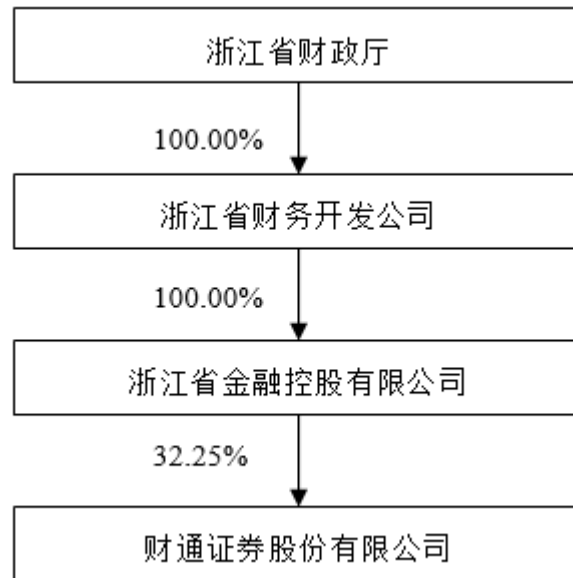 浙江省财政厅
100.00%
浙江省财务开发公司
100.00%
浙江省金融控股有限公司
32.25%
财通证券股份有限公司